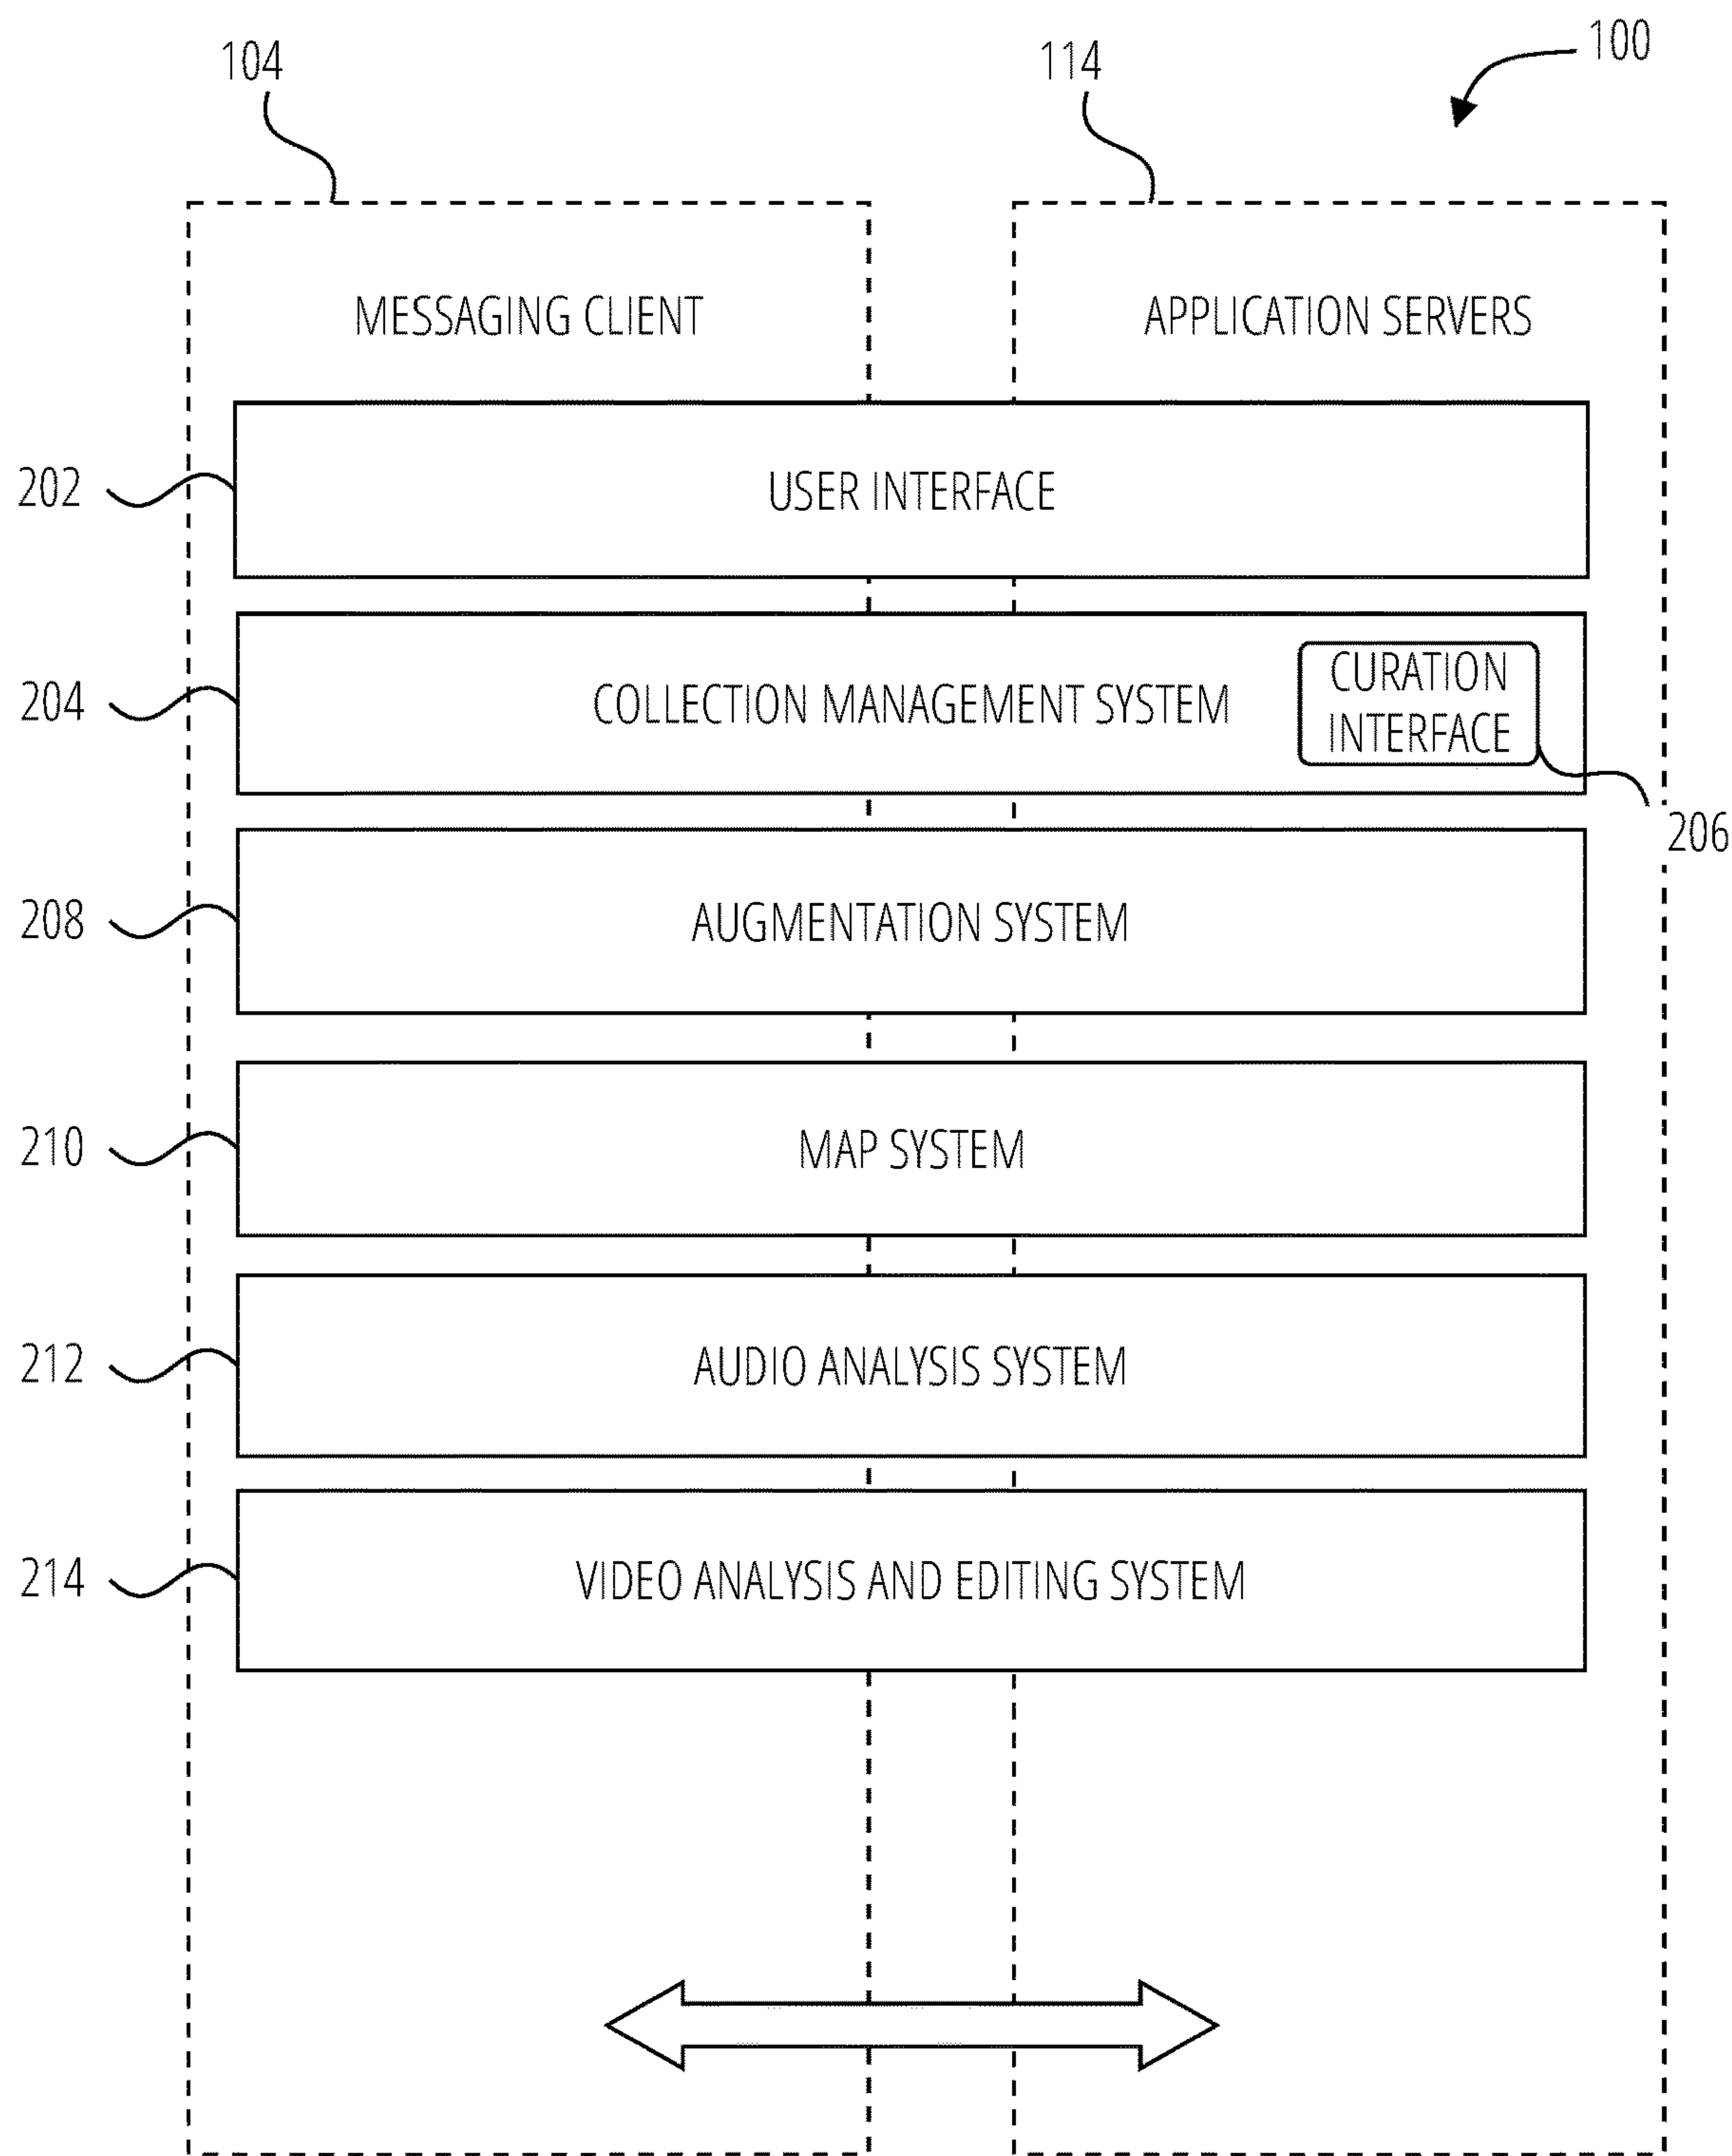 100
104
114
MESSAGING CLIENT
APPLICATION SERVERS
202
USER INTERFACE
204
COLLECTION MANAGEMENT SYSTEM
CURATION
INTERFACE
206
208
AUGMENTATION SYSTEM
210
MAP SYSTEM
212
AUDIO ANALYSIS SYSTEM
214
VIDEO ANALYSIS AND EDITING SYSTEM